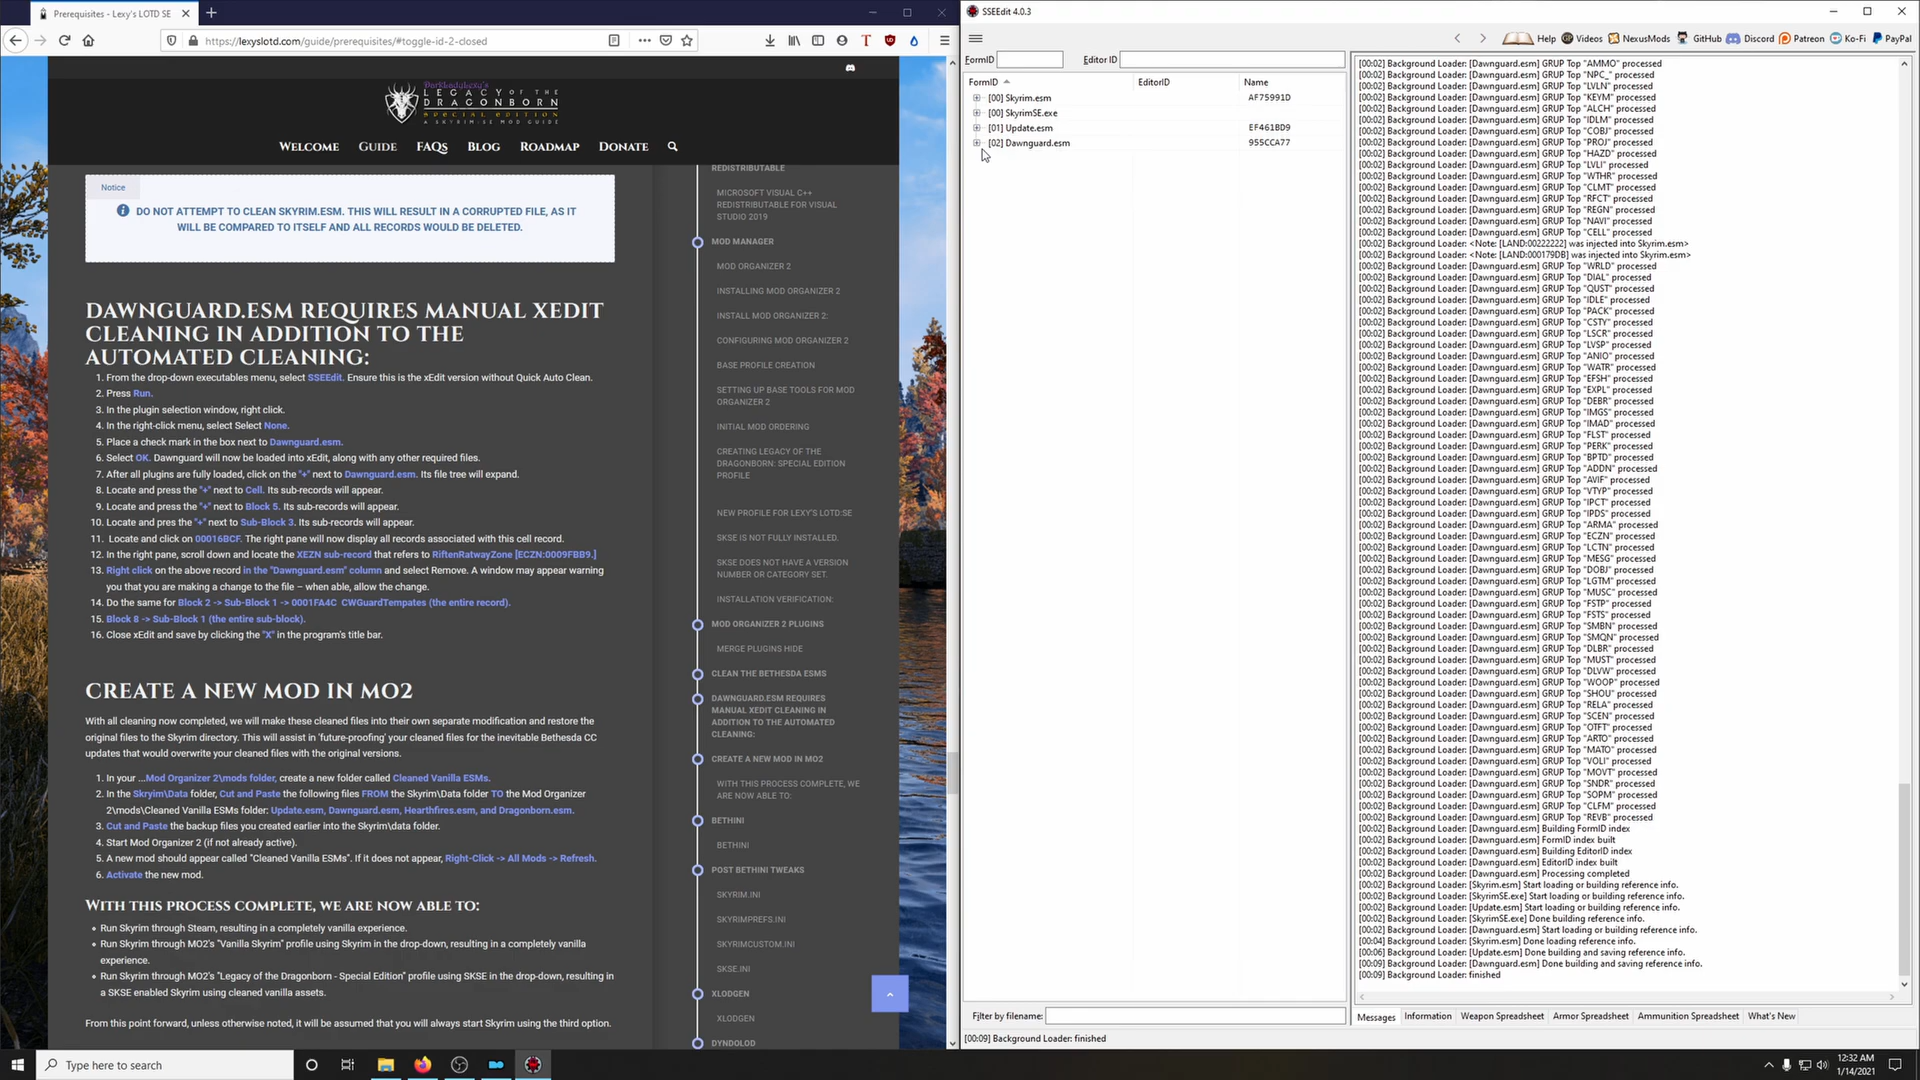 Prerequisites - Lexy's LOTD SE
https://lexyslotd.com/guide/prerequisites/#toggle-id-2-closed
DarkladyLexy's
LEGACY OF THE
DRAGONBORN
SPECIAL EDITION
A SKYRIM:SE MOD GUIDE
WELCOME GUIDE FAQs BLOG ROADMAP DONATE
Notice
DO NOT ATTEMPT TO CLEAN SKYRIM.ESM. THIS WILL RESULT IN A CORRUPTED FILE, AS IT
WILL BE COMPARED TO ITSELF AND ALL RECORDS WOULD BE DELETED.
DAWNGUARD.ESM REQUIRES MANUAL XEDIT
CLEANING IN ADDITION TO THE
AUTOMATED CLEANING:
1. From the drop-down executables menu, select SSEEdit. Ensure this is the xEdit version without Quick Auto Clean.
2. Press Run.
3. In the plugin selection window, right click.
4. In the right-click menu, select Select None.
5. Place a check mark in the box next to Dawnguard.esm.
6. Select OK. Dawnguard will now be loaded into xEdit, along with any other required files.
7. After all plugins are fully loaded, click on the "+" next to Dawnguard.esm. Its file tree will expand.
8. Locate and press the "+" next to Cell. Its sub-records will appear.
9. Locate and press the "+" next to Block 5. Its sub-records will appear.
10. Locate and pres the "+" next to Sub-Block 3. Its sub-records will appear.
11. Locate and click on 00016BCF. The right pane will now display all records associated with this cell record.
12. In the right pane, scroll down and locate the XEZN sub-record that refers to RiftenRatwayZone [ECZN:0009FBB9.]
13. Right click on the above record in the "Dawnguard.esm" column and select Remove. A window may appear warning
you that you are making a change to the file – when able, allow the change.
14. Do the same for Block 2 -> Sub-Block 1 -> 0001FA4C CWGuardTempates (the entire record).
15. Block 8 -> Sub-Block 1 (the entire sub-block).
16. Close xEdit and save by clicking the "X" in the program's title bar.
CREATE A NEW MOD IN MO2
With all cleaning now completed, we will make these cleaned files into their own separate modification and restore the
original files to the Skyrim directory. This will assist in 'future-proofing' your cleaned files for the inevitable Bethesda CC
updates that would overwrite your cleaned files with the original versions.
1. In your ...Mod Organizer 2\mods folder, create a new folder called Cleaned Vanilla ESMs.
2. In the Skryim\Data folder, Cut and Paste the following files FROM the Skyrim\Data folder TO the Mod Organizer
2\mods\Cleaned Vanilla ESMs folder: Update.esm, Dawnguard.esm, Hearthfires.esm, and Dragonborn.esm.
3. Cut and Paste the backup files you created earlier into the Skyrim\data folder.
4. Start Mod Organizer 2 (if not already active).
5. A new mod should appear called "Cleaned Vanilla ESMs". If it does not appear, Right-Click -> All Mods -> Refresh.
6. Activate the new mod.
WITH THIS PROCESS COMPLETE, WE ARE NOW ABLE TO:
Run Skyrim through Steam, resulting in a completely vanilla experience.
Run Skyrim through MO2's "Vanilla Skyrim" profile using Skyrim in the drop-down, resulting in a completely vanilla
experience.
Run Skyrim through MO2's "Legacy of the Dragonborn - Special Edition" profile using SKSE in the drop-down, resulting in
a SKSE enabled Skyrim using cleaned vanilla assets.
From this point forward, unless otherwise noted, it will be assumed that you will always start Skyrim using the third option.
REDISTRIBUTABLE
MICROSOFT VISUAL C++
REDISTRIBUTABLE FOR VISUAL
STUDIO 2019
MOD MANAGER
MOD ORGANIZER 2
INSTALLING MOD ORGANIZER 2
INSTALL MOD ORGANIZER 2:
CONFIGURING MOD ORGANIZER 2
BASE PROFILE CREATION
SETTING UP BASE TOOLS FOR MOD
ORGANIZER 2
INITIAL MOD ORDERING
CREATING LEGACY OF THE
DRAGONBORN: SPECIAL EDITION
PROFILE
NEW PROFILE FOR LEXY'S LOTD:SE
SKSE IS NOT FULLY INSTALLED.
SKSE DOES NOT HAVE A VERSION
NUMBER OR CATEGORY SET.
INSTALLATION VERIFICATION:
MOD ORGANIZER 2 PLUGINS
MERGE PLUGINS HIDE
CLEAN THE BETHESDA ESMS
DAWNGUARD.ESM REQUIRES
MANUAL XEDIT CLEANING IN
ADDITION TO THE AUTOMATED
CLEANING:
CREATE A NEW MOD IN MO2
WITH THIS PROCESS COMPLETE, WE
ARE NOW ABLE TO:
BETHINI
BETHINI
POST BETHINI TWEAKS
SKYRIM.INI
SKYRIMPREFS.INI
SKYRIMCUSTOM.INI
SKSE.INI
XLODGEN
XLODGEN
DYNDOLOD
SSEEdit 4.0.3
Help Videos NexusMods GitHub Discord Patreon Ko-Fi PayPal
FormID Editor ID
FormID EditorID Name
[00] Skyrim.esm AF75991D
[00] SkyrimSE.exe
[01] Update.esm EF461BD9
[02] Dawnguard.esm 955CCA77
Filter by filename:
[00:09] Background Loader: finished
[00:02] Background Loader: [Dawnguard.esm] GRUP Top "AMMO" processed
[00:02] Background Loader: [Dawnguard.esm] GRUP Top "NPC_" processed
[00:02] Background Loader: [Dawnguard.esm] GRUP Top "LVLN" processed
[00:02] Background Loader: [Dawnguard.esm] GRUP Top "KEYM" processed
[00:02] Background Loader: [Dawnguard.esm] GRUP Top "ALCH" processed
[00:02] Background Loader: [Dawnguard.esm] GRUP Top "IDLM" processed
[00:02] Background Loader: [Dawnguard.esm] GRUP Top "COBJ" processed
[00:02] Background Loader: [Dawnguard.esm] GRUP Top "PROJ" processed
[00:02] Background Loader: [Dawnguard.esm] GRUP Top "HAZD" processed
[00:02] Background Loader: [Dawnguard.esm] GRUP Top "LVLI" processed
[00:02] Background Loader: [Dawnguard.esm] GRUP Top "WTHR" processed
[00:02] Background Loader: [Dawnguard.esm] GRUP Top "CLMT" processed
[00:02] Background Loader: [Dawnguard.esm] GRUP Top "RFCT" processed
[00:02] Background Loader: [Dawnguard.esm] GRUP Top "REGN" processed
[00:02] Background Loader: [Dawnguard.esm] GRUP Top "NAVI" processed
[00:02] Background Loader: [Dawnguard.esm] GRUP Top "CELL" processed
[00:02] Background Loader: <Note: [LAND:00222222] was injected into Skyrim.esm>
[00:02] Background Loader: <Note: [LAND:000179DB] was injected into Skyrim.esm>
[00:02] Background Loader: [Dawnguard.esm] GRUP Top "WRLD" processed
[00:02] Background Loader: [Dawnguard.esm] GRUP Top "DIAL" processed
[00:02] Background Loader: [Dawnguard.esm] GRUP Top "QUST" processed
[00:02] Background Loader: [Dawnguard.esm] GRUP Top "IDLE" processed
[00:02] Background Loader: [Dawnguard.esm] GRUP Top "PACK" processed
[00:02] Background Loader: [Dawnguard.esm] GRUP Top "CSTY" processed
[00:02] Background Loader: [Dawnguard.esm] GRUP Top "LSCR" processed
[00:02] Background Loader: [Dawnguard.esm] GRUP Top "LVSP" processed
[00:02] Background Loader: [Dawnguard.esm] GRUP Top "ANIO" processed
[00:02] Background Loader: [Dawnguard.esm] GRUP Top "WATR" processed
[00:02] Background Loader: [Dawnguard.esm] GRUP Top "EFSH" processed
[00:02] Background Loader: [Dawnguard.esm] GRUP Top "EXPL" processed
[00:02] Background Loader: [Dawnguard.esm] GRUP Top "DEBR" processed
[00:02] Background Loader: [Dawnguard.esm] GRUP Top "IMGS" processed
[00:02] Background Loader: [Dawnguard.esm] GRUP Top "IMAD" processed
[00:02] Background Loader: [Dawnguard.esm] GRUP Top "FLST" processed
[00:02] Background Loader: [Dawnguard.esm] GRUP Top "PERK" processed
[00:02] Background Loader: [Dawnguard.esm] GRUP Top "BPTD" processed
[00:02] Background Loader: [Dawnguard.esm] GRUP Top "ADDN" processed
[00:02] Background Loader: [Dawnguard.esm] GRUP Top "AVIF" processed
[00:02] Background Loader: [Dawnguard.esm] GRUP Top "VTYP" processed
[00:02] Background Loader: [Dawnguard.esm] GRUP Top "IPCT" processed
[00:02] Background Loader: [Dawnguard.esm] GRUP Top "IPDS" processed
[00:02] Background Loader: [Dawnguard.esm] GRUP Top "ARMA" processed
[00:02] Background Loader: [Dawnguard.esm] GRUP Top "ECZN" processed
[00:02] Background Loader: [Dawnguard.esm] GRUP Top "LCTN" processed
[00:02] Background Loader: [Dawnguard.esm] GRUP Top "MESG" processed
[00:02] Background Loader: [Dawnguard.esm] GRUP Top "DOBJ" processed
[00:02] Background Loader: [Dawnguard.esm] GRUP Top "LGTM" processed
[00:02] Background Loader: [Dawnguard.esm] GRUP Top "MUSC" processed
[00:02] Background Loader: [Dawnguard.esm] GRUP Top "FSTP" processed
[00:02] Background Loader: [Dawnguard.esm] GRUP Top "FSTS" processed
[00:02] Background Loader: [Dawnguard.esm] GRUP Top "SMBN" processed
[00:02] Background Loader: [Dawnguard.esm] GRUP Top "SMQN" processed
[00:02] Background Loader: [Dawnguard.esm] GRUP Top "DLBR" processed
[00:02] Background Loader: [Dawnguard.esm] GRUP Top "MUST" processed
[00:02] Background Loader: [Dawnguard.esm] GRUP Top "DLVW" processed
[00:02] Background Loader: [Dawnguard.esm] GRUP Top "WOOP" processed
[00:02] Background Loader: [Dawnguard.esm] GRUP Top "SHOU" processed
[00:02] Background Loader: [Dawnguard.esm] GRUP Top "RELA" processed
[00:02] Background Loader: [Dawnguard.esm] GRUP Top "SCEN" processed
[00:02] Background Loader: [Dawnguard.esm] GRUP Top "OTFT" processed
[00:02] Background Loader: [Dawnguard.esm] GRUP Top "ARTO" processed
[00:02] Background Loader: [Dawnguard.esm] GRUP Top "MATO" processed
[00:02] Background Loader: [Dawnguard.esm] GRUP Top "VOLI" processed
[00:02] Background Loader: [Dawnguard.esm] GRUP Top "MOVT" processed
[00:02] Background Loader: [Dawnguard.esm] GRUP Top "SNDR" processed
[00:02] Background Loader: [Dawnguard.esm] GRUP Top "SOPM" processed
[00:02] Background Loader: [Dawnguard.esm] GRUP Top "CLFM" processed
[00:02] Background Loader: [Dawnguard.esm] GRUP Top "REVB" processed
[00:02] Background Loader: [Dawnguard.esm] Building FormID index
[00:02] Background Loader: [Dawnguard.esm] FormID index built
[00:02] Background Loader: [Dawnguard.esm] Building EditorID index
[00:02] Background Loader: [Dawnguard.esm] EditorID index built
[00:02] Background Loader: [Dawnguard.esm] Processing completed
[00:02] Background Loader: [Skyrim.esm] Start loading or building reference info.
[00:02] Background Loader: [SkyrimSE.exe] Start loading or building reference info.
[00:02] Background Loader: [Update.esm] Start loading or building reference info.
[00:02] Background Loader: [SkyrimSE.exe] Done building reference info.
[00:02] Background Loader: [Dawnguard.esm] Start loading or building reference info.
[00:04] Background Loader: [Skyrim.esm] Done loading reference info.
[00:06] Background Loader: [Update.esm] Done building and saving reference info.
[00:09] Background Loader: [Dawnguard.esm] Done building and saving reference info.
[00:09] Background Loader: finished
Messages Information Weapon Spreadsheet Armor Spreadsheet Ammunition Spreadsheet What's New
Type here to search
12:32 AM
1/14/2021